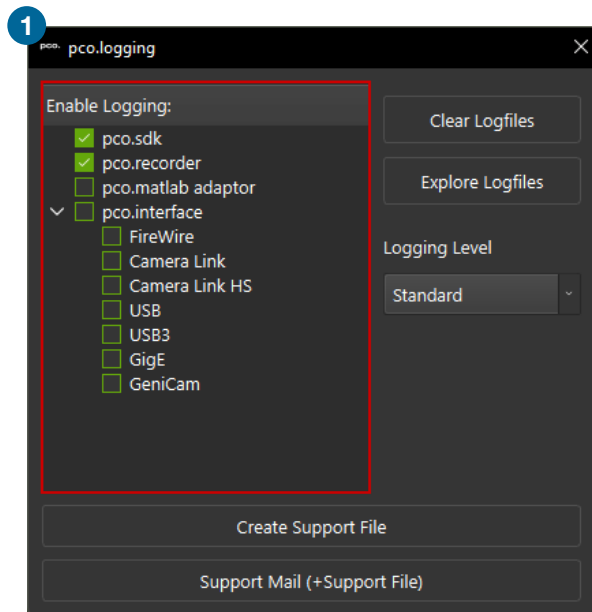 1
pco. pco.logging
Enable Logging:
pco.sdk
pco.recorder
pco.matlab adaptor
pco.interface
FireWire
Camera Link
Camera Link HS
USB
USB3
GigE
GeniCam
Clear Logfiles
Explore Logfiles
Logging Level
Standard
Create Support File
Support Mail (+Support File)